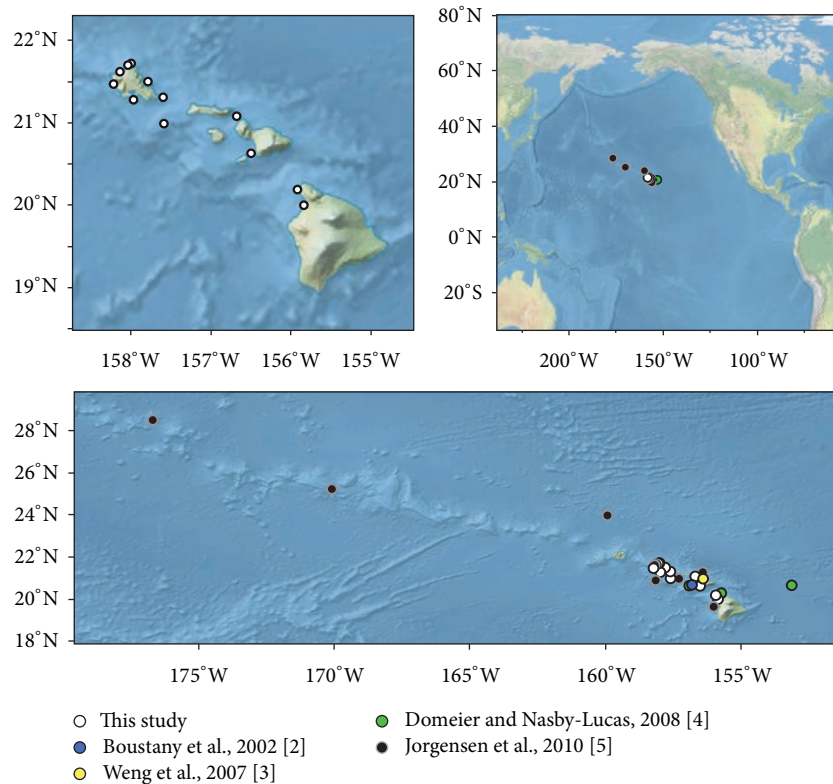 22°N
21°N
20°N
19°N
158°W
157°W
156°W
155°W
80°N
60°N
40°N
20°N
0°N
20°S
200°W
150°W
100°W
28°N
26°N
24°N
22°N
20°N
18°N
175°W
170°W
165°W
160°W
155°W
This study
Boustany et al., 2002 [2]
Weng et al., 2007 [3]
Domeier and Nasby-Lucas, 2008 [4]
Jorgensen et al., 2010 [5]